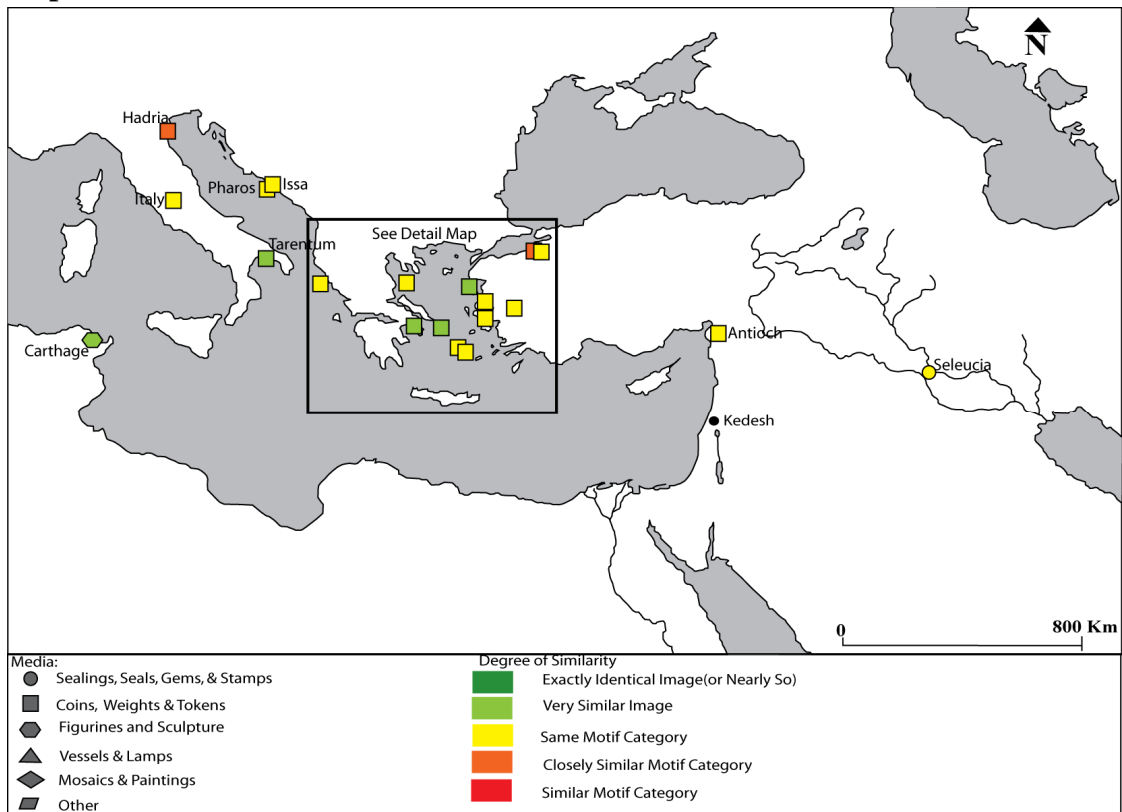 N
Hadria
Pharos
Issa
Italy
See Detail Map
Tarentum
Carthage
Antioch
Seleucia
Kedesh
0
800 Km
Media:
Sealings, Seals, Gems, & Stamps
Coins, Weights & Tokens
Figurines and Sculpture
Vessels & Lamps
Mosaics & Paintings
Other
Degree of Similarity
Exactly Identical Image(or Nearly So)
Very Similar Image
Same Motif Category
Closely Similar Motif Category
Similar Motif Category